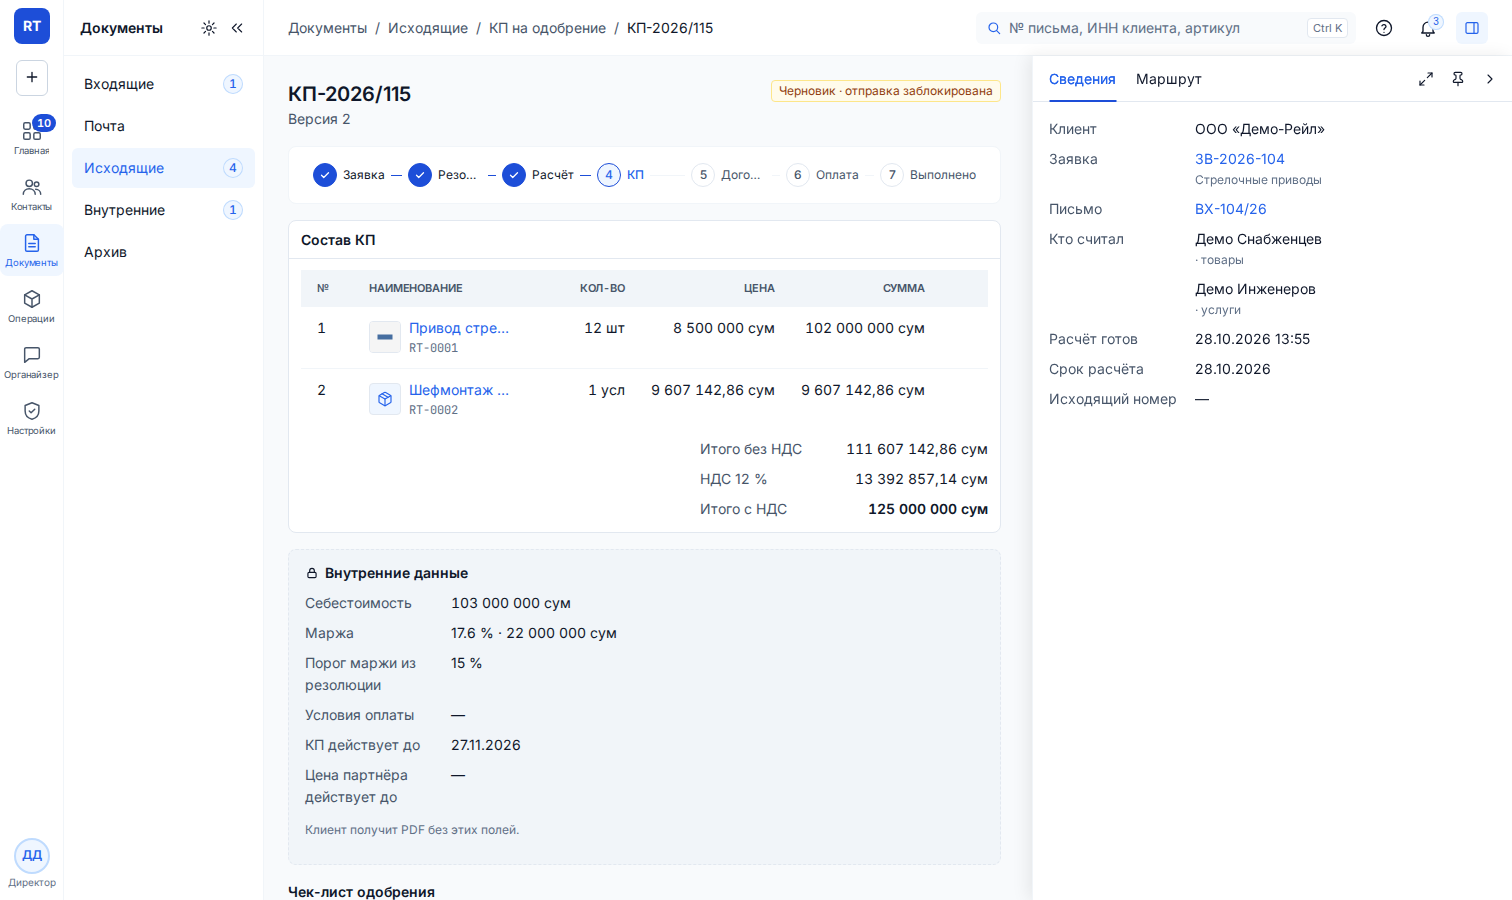 RT
Документы
Документы / Исходящие / КП на одобрение / КП-2026/115
№ письма, ИНН клиента, артикул
Ctrl K
3
+
10
Главная
Контакты
Документы
Операции
Органайзер
Настройки
ДД
Директор
Входящие 1
Почта
Исходящие 4
Внутренние 1
Архив
КП-2026/115
Версия 2
Черновик · отправка заблокирована
Заявка
Резо...
Расчёт
4 КП
5 Дого...
6 Оплата
7 Выполнено
Состав КП
№ НАИМЕНОВАНИЕ КОЛ-ВО ЦЕНА СУММА
1 Привод стре... 12 шт 8 500 000 сум 102 000 000 сум
RT-0001
2 Шефмонтаж ... 1 усл 9 607 142,86 сум 9 607 142,86 сум
RT-0002
Итого без НДС 111 607 142,86 сум
НДС 12 % 13 392 857,14 сум
Итого с НДС 125 000 000 сум
Внутренние данные
Себестоимость 103 000 000 сум
Маржа 17.6 % · 22 000 000 сум
Порог маржи из 15 %
резолюции
Условия оплаты —
КП действует до 27.11.2026
Цена партнёра —
действует до
Клиент получит PDF без этих полей.
Чек-лист одобрения
Сведения
Маршрут
Клиент ООО «Демо-Рейл»
Заявка ЗВ-2026-104
Стрелочные приводы
Письмо ВХ-104/26
Кто считал Демо Снабженцев
· товары
Демо Инженеров
· услуги
Расчёт готов 28.10.2026 13:55
Срок расчёта 28.10.2026
Исходящий номер —